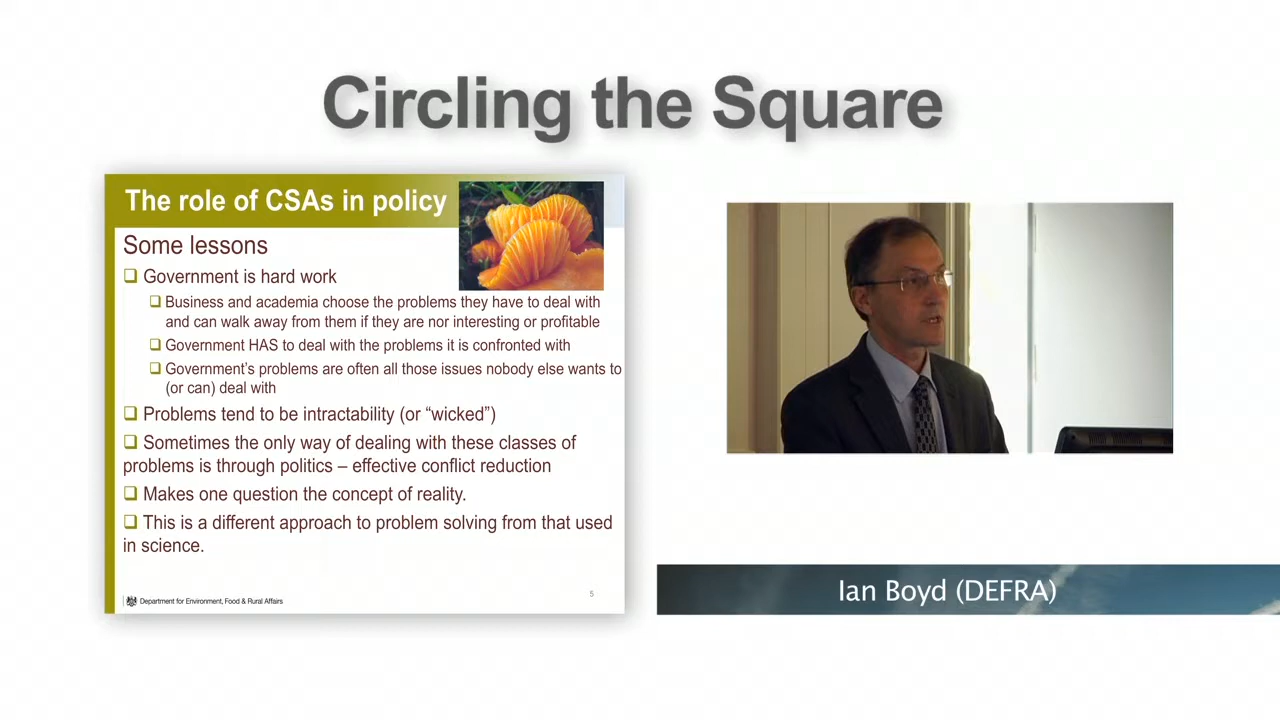 Circling the Square
The role of CSAs in policy
Some lessons
Government is hard work
Business and academia choose the problems they have to deal with
and can walk away from them if they are nor interesting or profitable
Government HAS to deal with the problems it is confronted with
Government's problems are often all those issues nobody else wants to
(or can) deal with
Problems tend to be intractability (or “wicked”)
Sometimes the only way of dealing with these classes of
problems is through politics – effective conflict reduction
Makes one question the concept of reality.
This is a different approach to problem solving from that used
in science.
Department for Environment, Food & Rural Affairs
5
Ian Boyd (DEFRA)